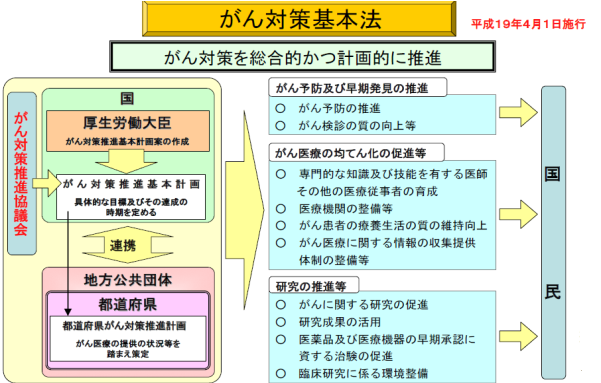 がん対策基本法
平成19年4月1日施行
がん対策を総合的かつ計画的に推進
がん対策推進協議会
国
厚生労働大臣
がん対策推進基本計画案の作成
がん対策推進基本計画
具体的な目標及びその達成の
時期を定める
連携
地方公共団体
都道府県
都道府県がん対策推進計画
がん医療の提供の状況等を
踏まえ策定
がん予防及び早期発見の推進
○ がん予防の推進
○ がん検診の質の向上等
がん医療の均てん化の促進等
○ 専門的な知識及び技能を有する医師
その他の医療従事者の育成
○ 医療機関の整備等
○ がん患者の療養生活の質の維持向上
○ がん医療に関する情報の収集提供
体制の整備等
研究の推進等
○ がんに関する研究の促進
○ 研究成果の活用
○ 医薬品及び医療機器の早期承認に
資する治験の促進
○ 臨床研究に係る環境整備
国
民